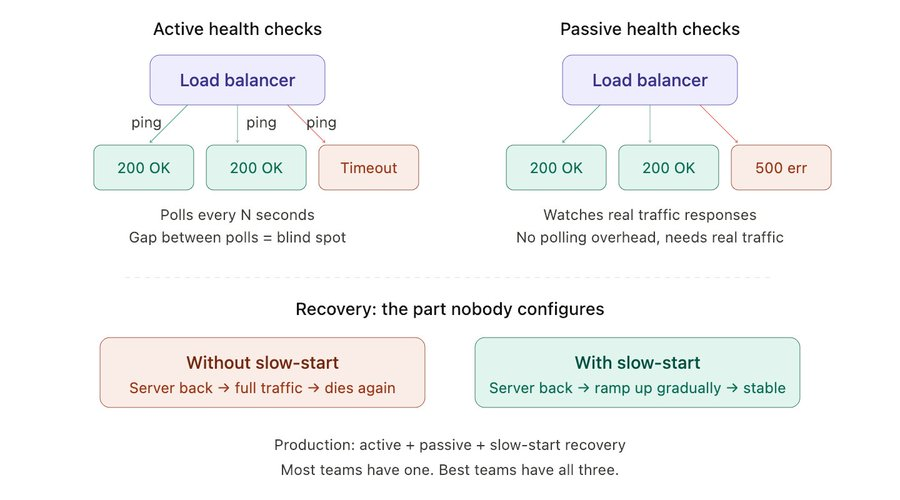 Active health checks
Passive health checks
Load balancer
Load balancer
ping
ping
ping
200 OK
200 OK
Timeout
200 OK
200 OK
500 err
Polls every N seconds
Gap between polls = blind spot
Watches real traffic responses
No polling overhead, needs real traffic
Recovery: the part nobody configures
Without slow-start
Server back → full traffic → dies again
With slow-start
Server back → ramp up gradually → stable
Production: active + passive + slow-start recovery
Most teams have one. Best teams have all three.